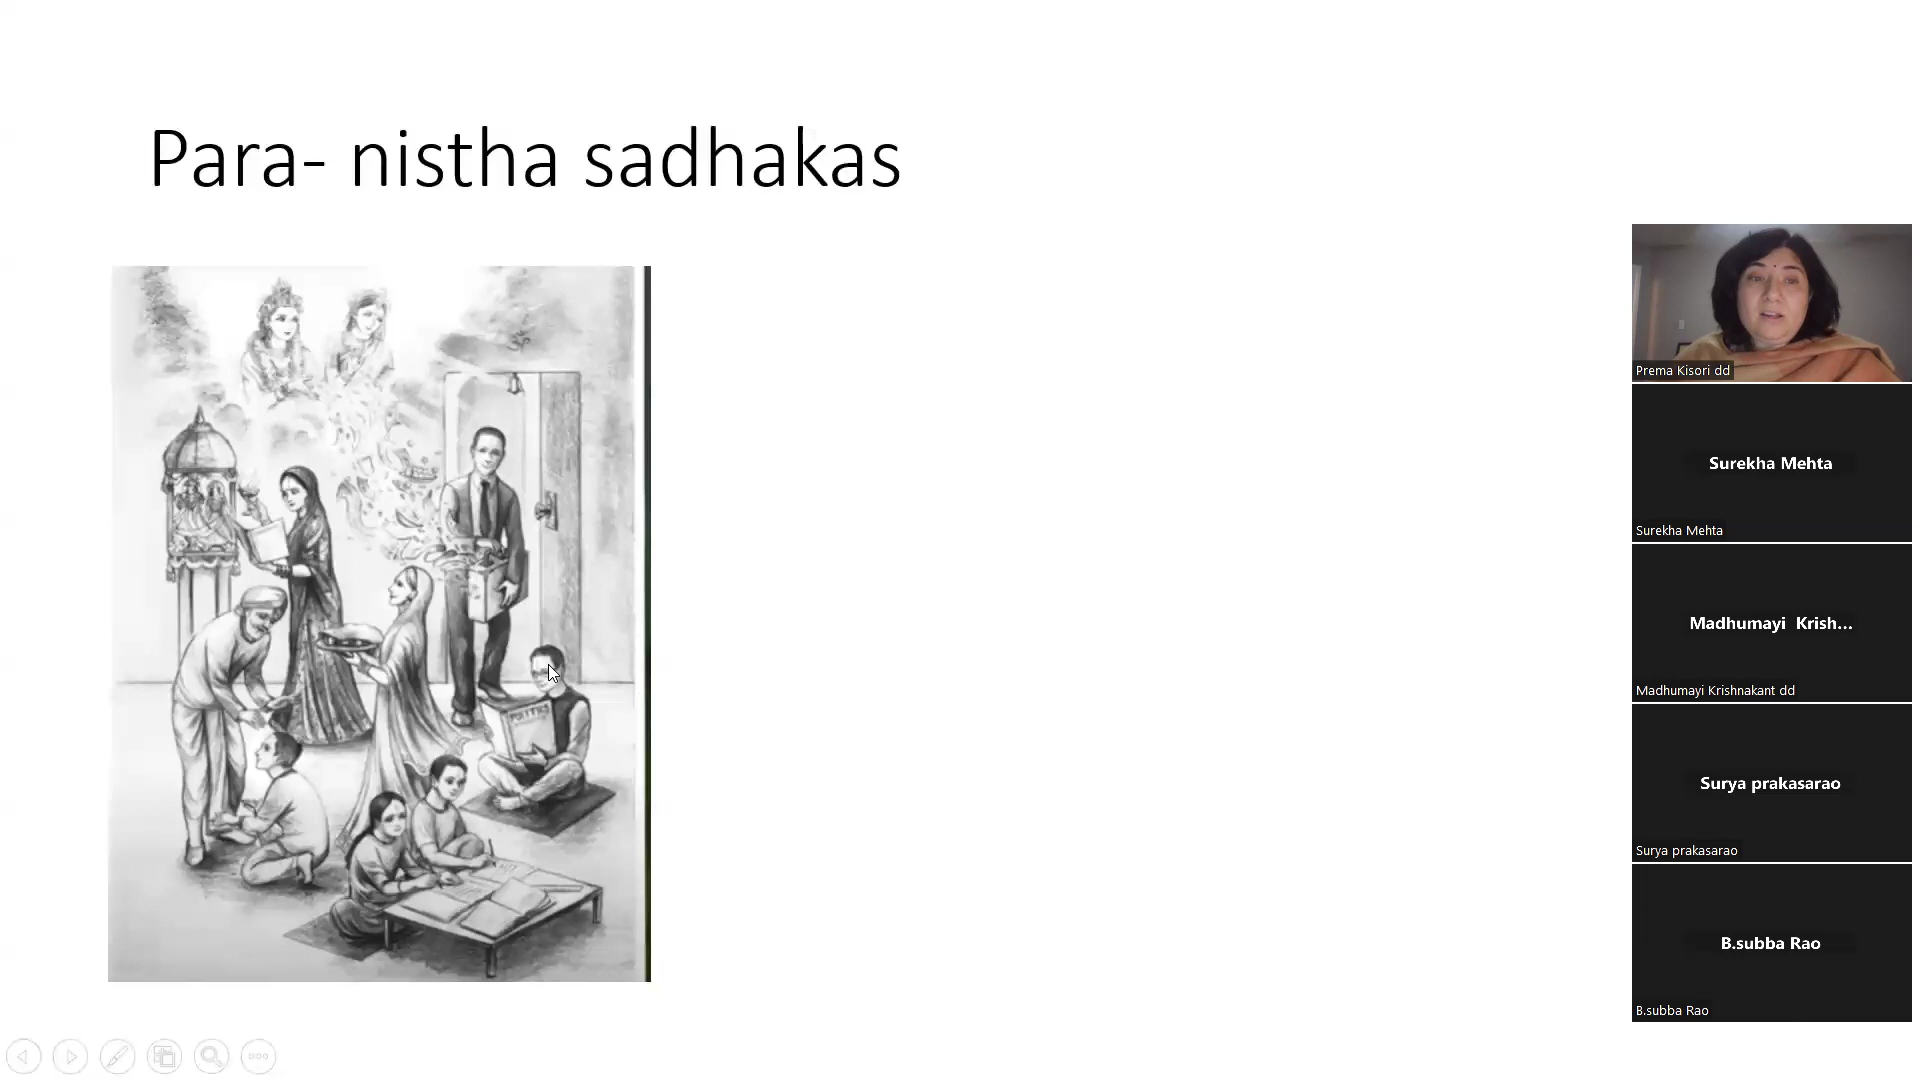 Para- nistha sadhakas
Prema Kisori dd
Surekha Mehta
Surekha Mehta
Madhumayi Krish...
Madhumayi Krishnakant dd
Surya prakasarao
Surya prakasarao
B.subba Rao
B.subba Rao